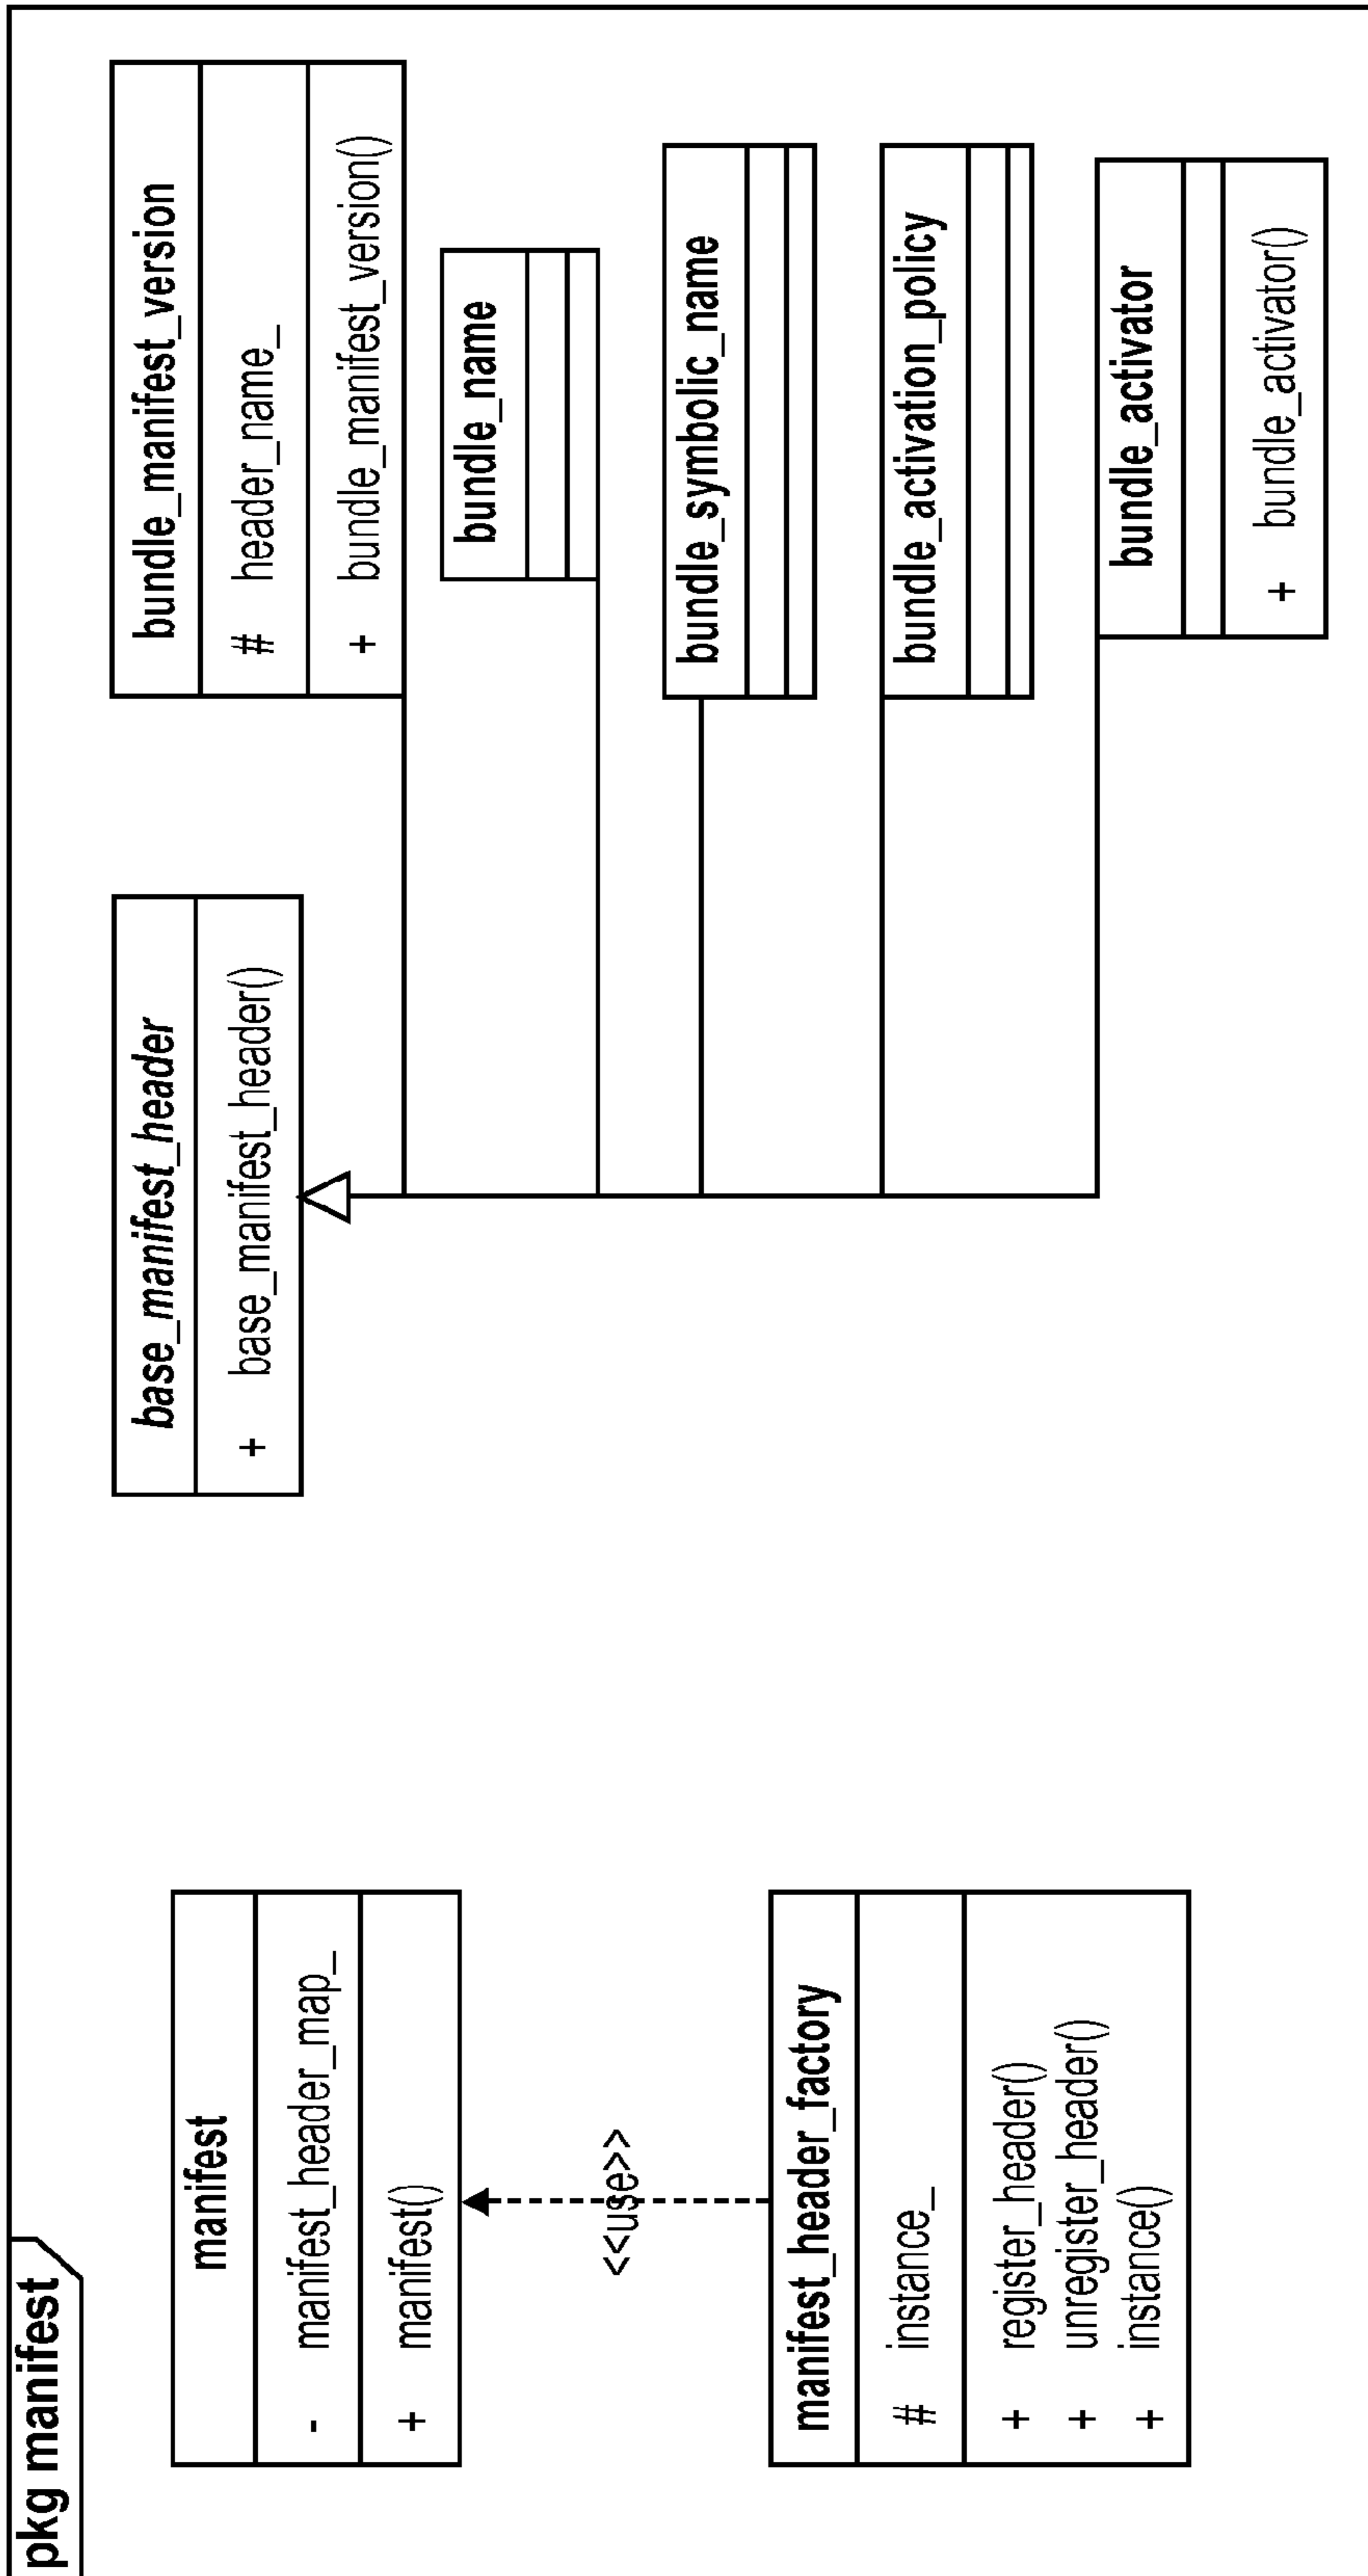 pkg manifest
manifest
- manifest_header_map_
+ manifest()
<<use>>
manifest_header_factory
# instance_
+ register_header()
+ unregister_header()
+ instance()
base_manifest_header
+ base_manifest_header()
bundle_manifest_version
# header_name_
+ bundle_manifest_version()
bundle_name
bundle_symbolic_name
bundle_activation_policy
bundle_activator
+ bundle_activator()